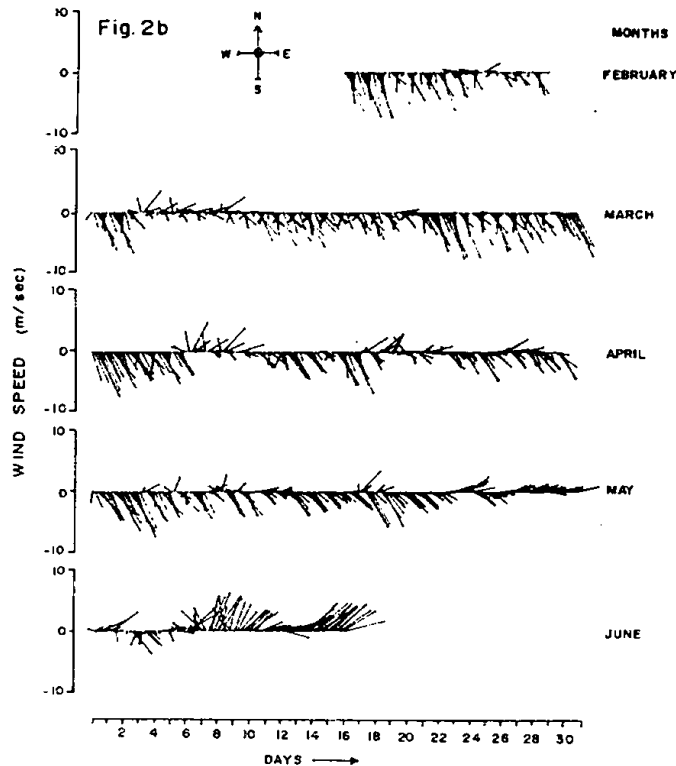 Fig. 2b
N
W E
S
MONTHS
10
0
-10
FEBRUARY
10
0
-10
MARCH
10
0
-10
APRIL
10
0
-10
MAY
10
0
-10
JUNE
WIND SPEED (m/sec)
2 4 6 8 10 12 14 16 18 20 22 24 26 28 30
DAYS